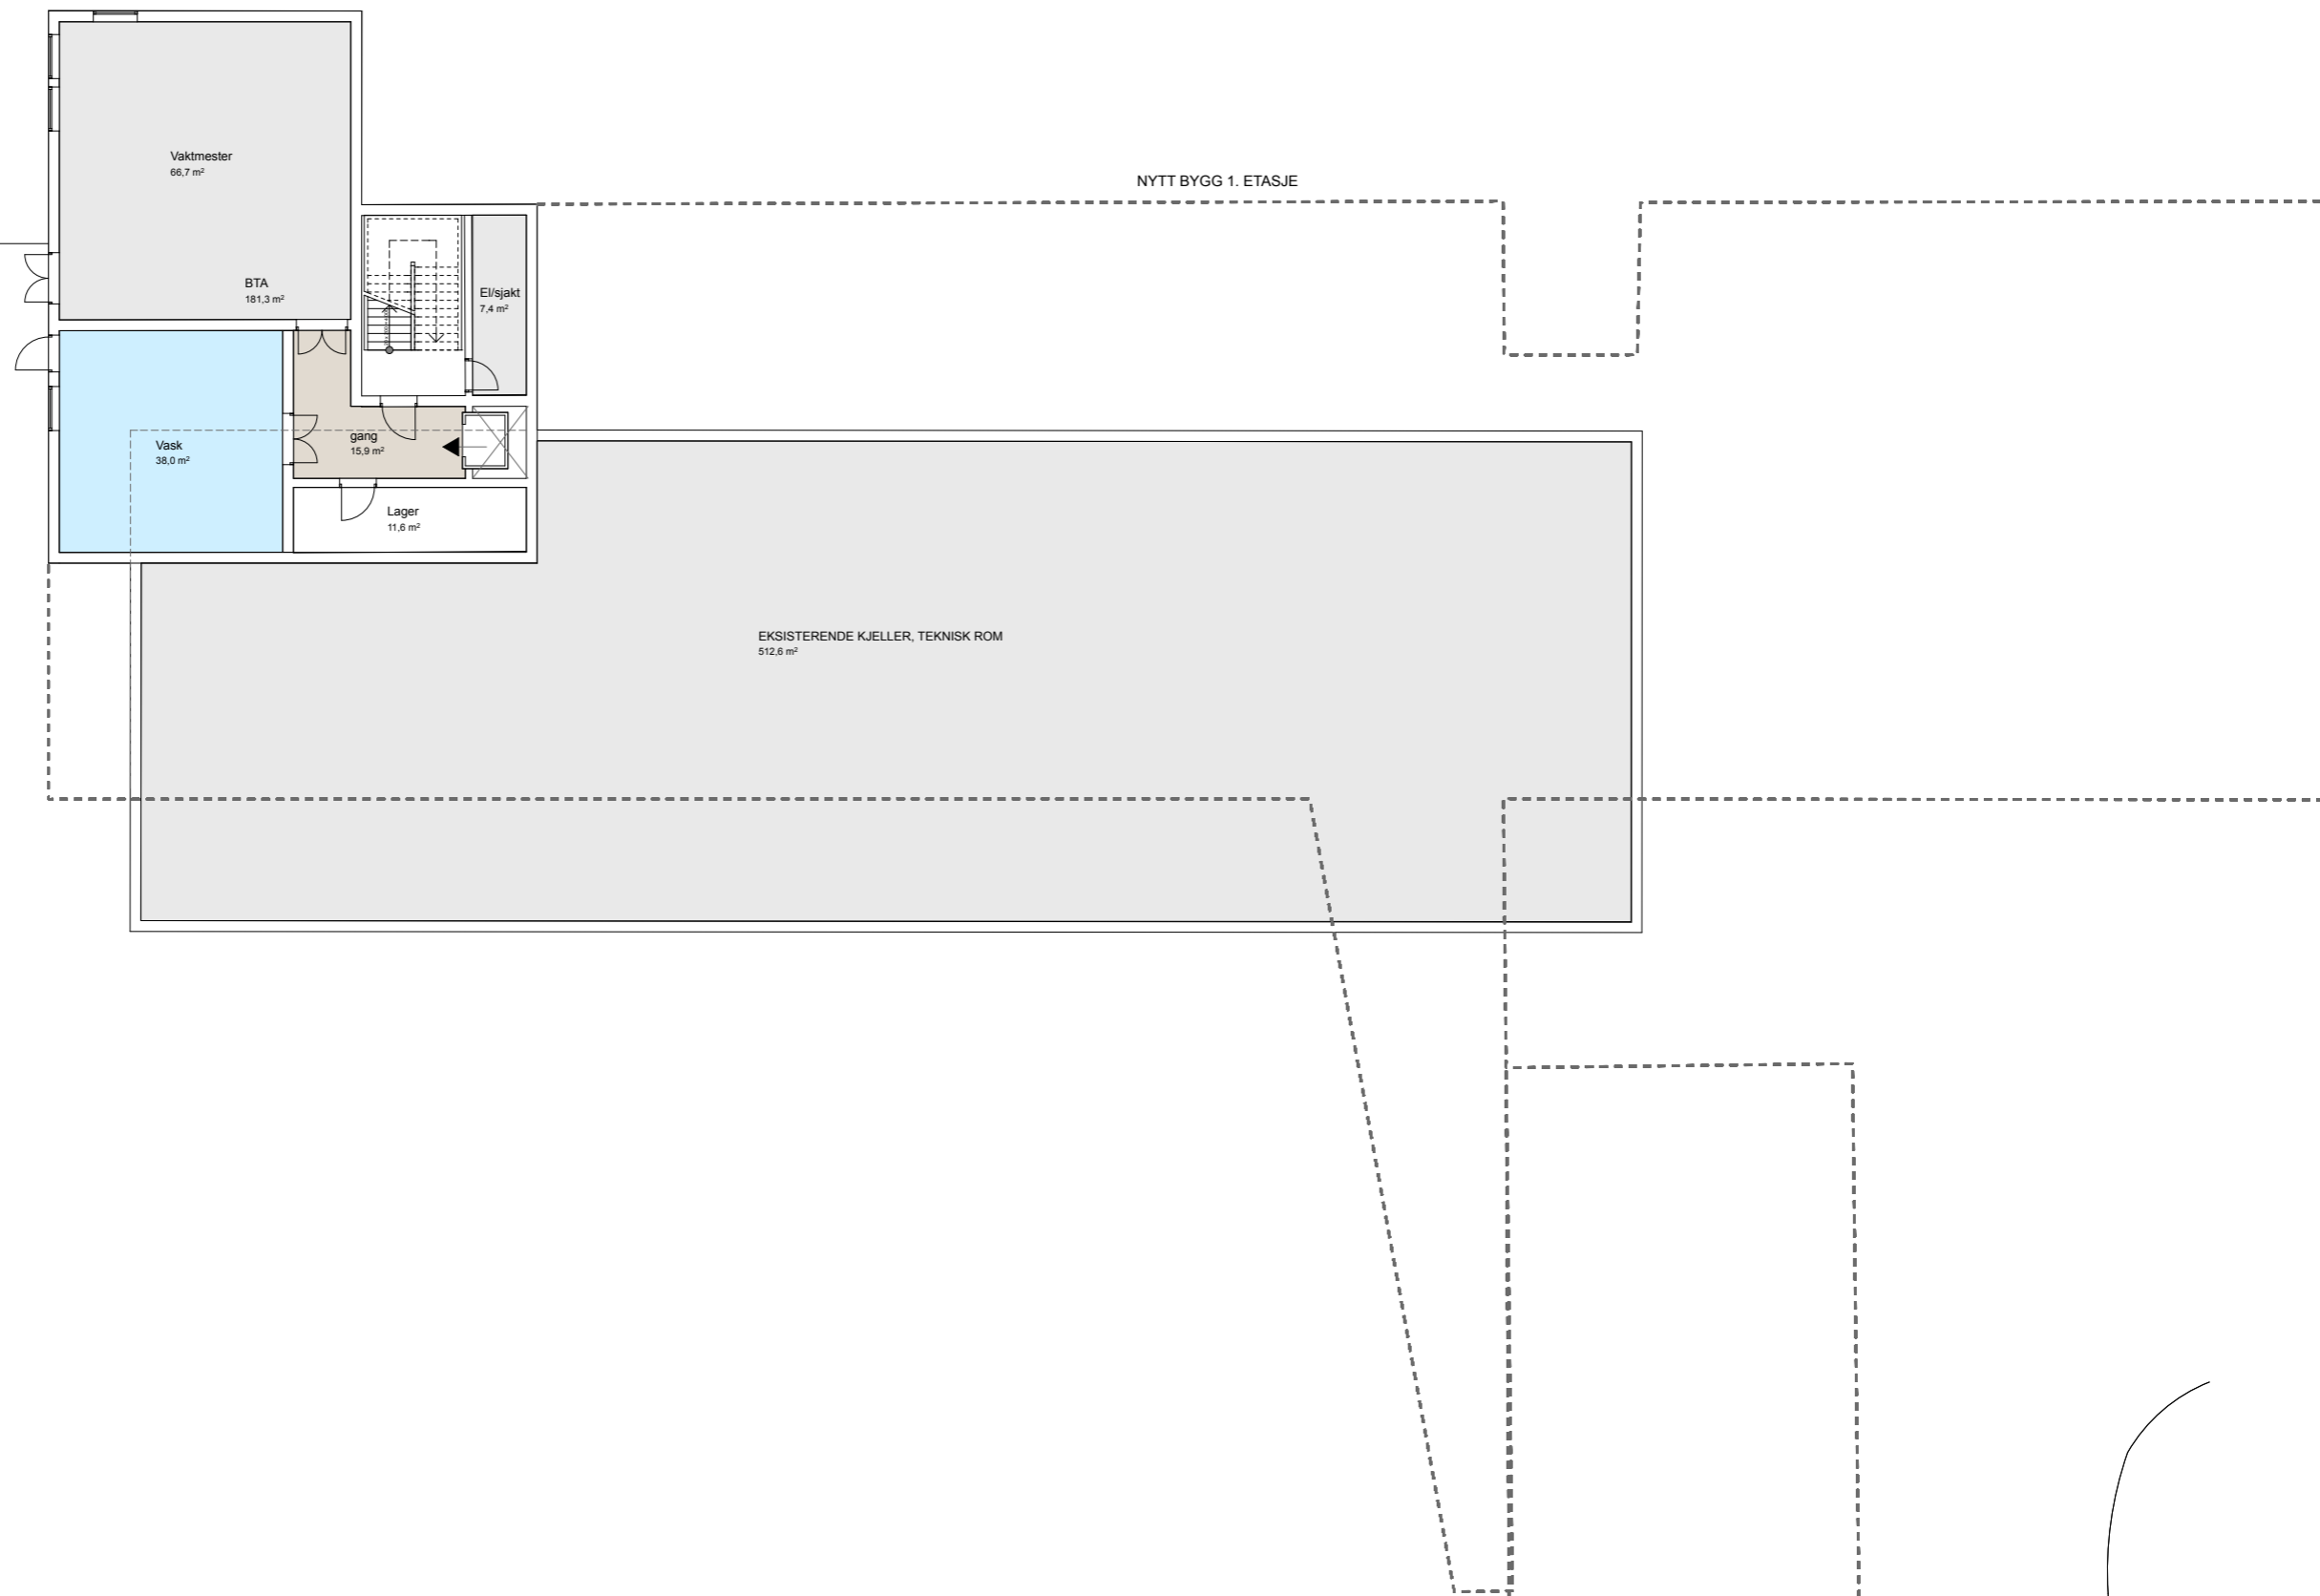 Vaktmester
66,7 m²
NYTT BYGG 1. ETASJE
BTA
181,3 m²
El/sjakt
7,4 m²
Vask
38,0 m²
gang
15,9 m²
Lager
11,6 m²
EKSISTERENDE KJELLER, TEKNISK ROM
512,6 m²